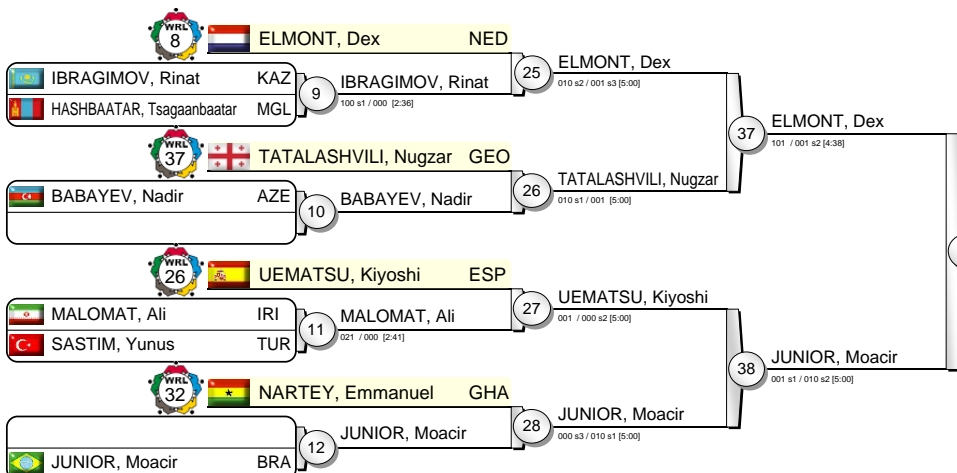 WRL 8 ELMONT, Dex NED
IBRAGIMOV, Rinat KAZ
HASHBAATAR, Tsagaanbaatar MGL
9 IBRAGIMOV, Rinat
100 s1 / 000 [2:36]
25 ELMONT, Dex
010 s2 / 001 s3 [5:00]
WRL 37 TATALASHVILI, Nugzar GEO
BABAYEV, Nadir AZE
10 BABAYEV, Nadir
26 TATALASHVILI, Nugzar
010 s1 / 001 [5:00]
37 ELMONT, Dex
101 / 001 s2 [4:38]
WRL 26 UEMATSU, Kiyoshi ESP
MALOMAT, Ali IRI
SASTIM, Yunus TUR
11 MALOMAT, Ali
021 / 000 [2:41]
27 UEMATSU, Kiyoshi
001 / 000 s2 [5:00]
WRL 32 NARTEY, Emmanuel GHA
JUNIOR, Moacir BRA
12 JUNIOR, Moacir
28 JUNIOR, Moacir
000 s3 / 010 s1 [5:00]
38 JUNIOR, Moacir
001 s1 / 010 s2 [5:00]